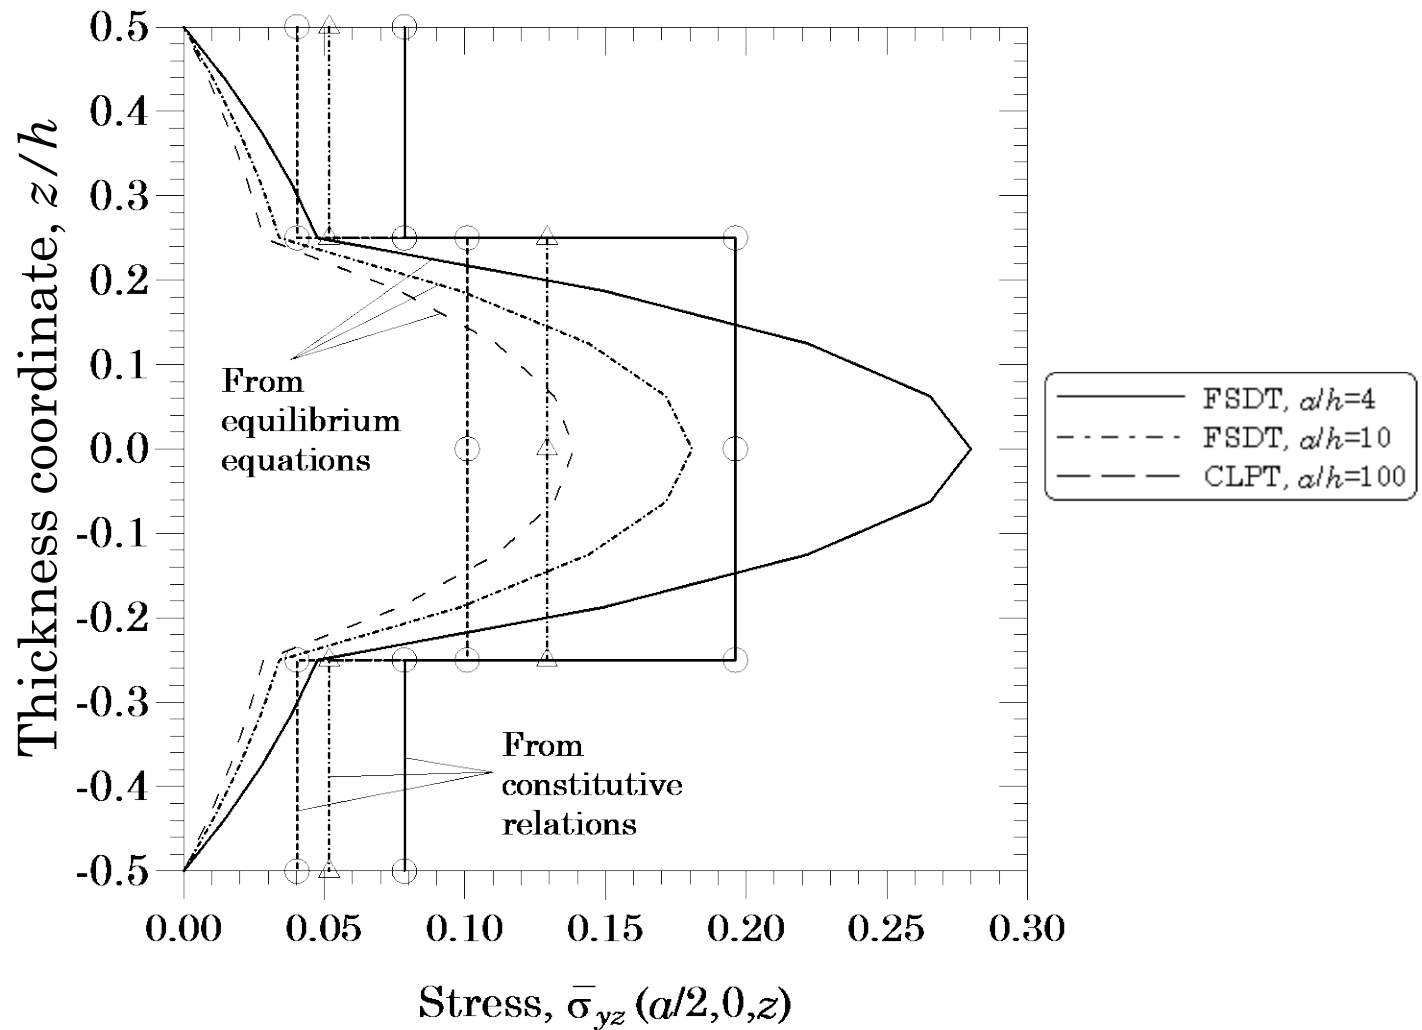 Thickness coordinate, z/h
0.5
0.4
0.3
0.2
0.1
0.0
-0.1
-0.2
-0.3
-0.4
-0.5
From
equilibrium
equations
From
constitutive
relations
0.00 0.05 0.10 0.15 0.20 0.25 0.30
Stress, σ̄yz (a/2,0,z)
FSDT, a/h=4
FSDT, a/h=10
CLPT, a/h=100